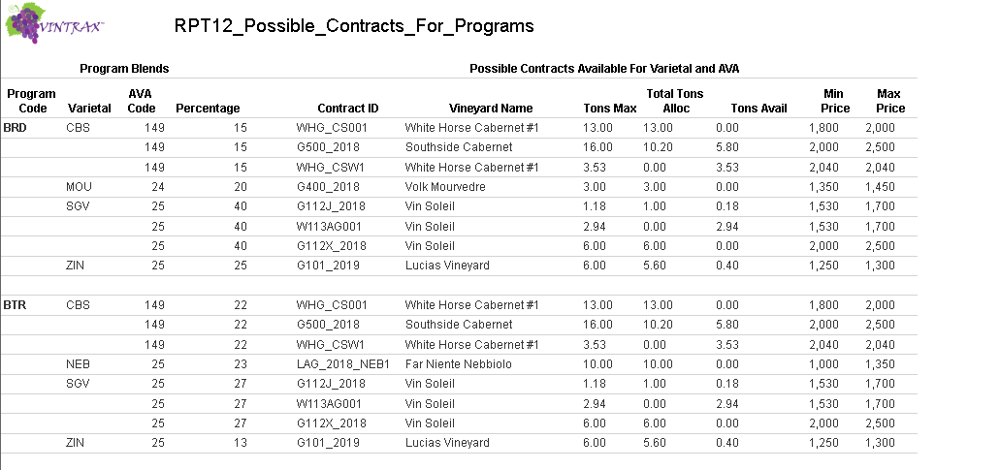 VINTRAX™
RPT12_Possible_Contracts_For_Programs
Program Blends Possible Contracts Available For Varietal and AVA
Program Code Varietal AVA Code Percentage Contract ID Vineyard Name Tons Max Total Tons Alloc Tons Avail Min Price Max Price
BRD CBS 149 15 WHG_CS001 White Horse Cabernet #1 13.00 13.00 0.00 1,800 2,000
149 15 G500_2018 Southside Cabernet 16.00 10.20 5.80 2,000 2,500
149 15 WHG_CSW1 White Horse Cabernet #1 3.53 0.00 3.53 2,040 2,040
MOU 24 20 G400_2018 Volk Mourvedre 3.00 3.00 0.00 1,350 1,450
SGV 25 40 G112J_2018 Vin Soleil 1.18 1.00 0.18 1,530 1,700
25 40 W113AG001 Vin Soleil 2.94 0.00 2.94 1,530 1,700
25 40 G112X_2018 Vin Soleil 6.00 6.00 0.00 2,000 2,500
ZIN 25 25 G101_2019 Lucias Vineyard 6.00 5.60 0.40 1,250 1,300
BTR CBS 149 22 WHG_CS001 White Horse Cabernet #1 13.00 13.00 0.00 1,800 2,000
149 22 G500_2018 Southside Cabernet 16.00 10.20 5.80 2,000 2,500
149 22 WHG_CSW1 White Horse Cabernet #1 3.53 0.00 3.53 2,040 2,040
NEB 25 23 LAG_2018_NEB1 Far Niente Nebbiolo 10.00 10.00 0.00 1,000 1,350
SGV 25 27 G112J_2018 Vin Soleil 1.18 1.00 0.18 1,530 1,700
25 27 W113AG001 Vin Soleil 2.94 0.00 2.94 1,530 1,700
25 27 G112X_2018 Vin Soleil 6.00 6.00 0.00 2,000 2,500
ZIN 25 13 G101_2019 Lucias Vineyard 6.00 5.60 0.40 1,250 1,300